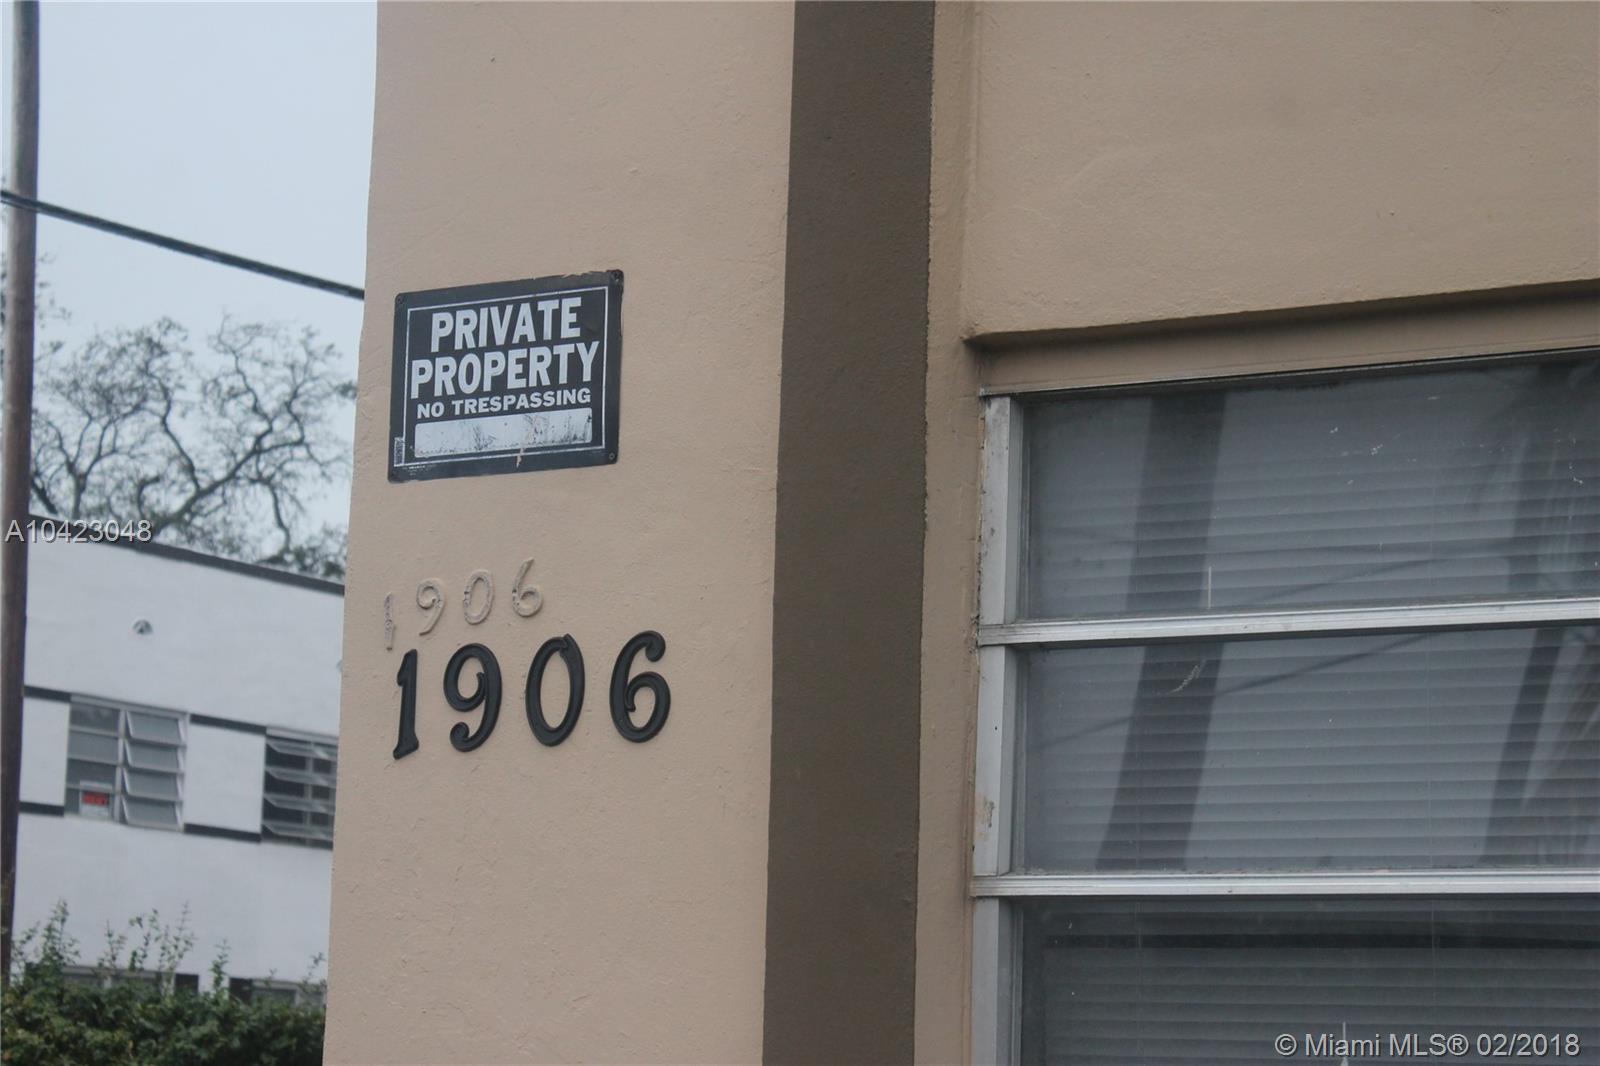 PRIVATE
PROPERTY
NO TRESPASSING
A10423048
1906
1906
© Miami MLS® 02/2018